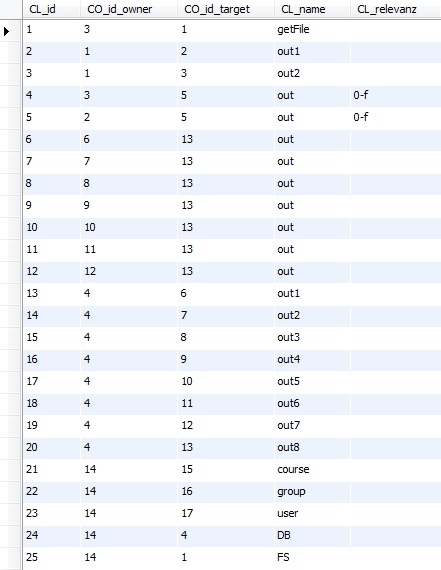 CL_id CO_id_owner CO_id_target CL_name CL_relevanz
1 3 1 getFile
2 1 2 out1
3 1 3 out2
4 3 5 out 0-f
5 2 5 out 0-f
6 6 13 out
7 7 13 out
8 8 13 out
9 9 13 out
10 10 13 out
11 11 13 out
12 12 13 out
13 4 6 out1
14 4 7 out2
15 4 8 out3
16 4 9 out4
17 4 10 out5
18 4 11 out6
19 4 12 out7
20 4 13 out8
21 14 15 course
22 14 16 group
23 14 17 user
24 14 4 DB
25 14 1 FS